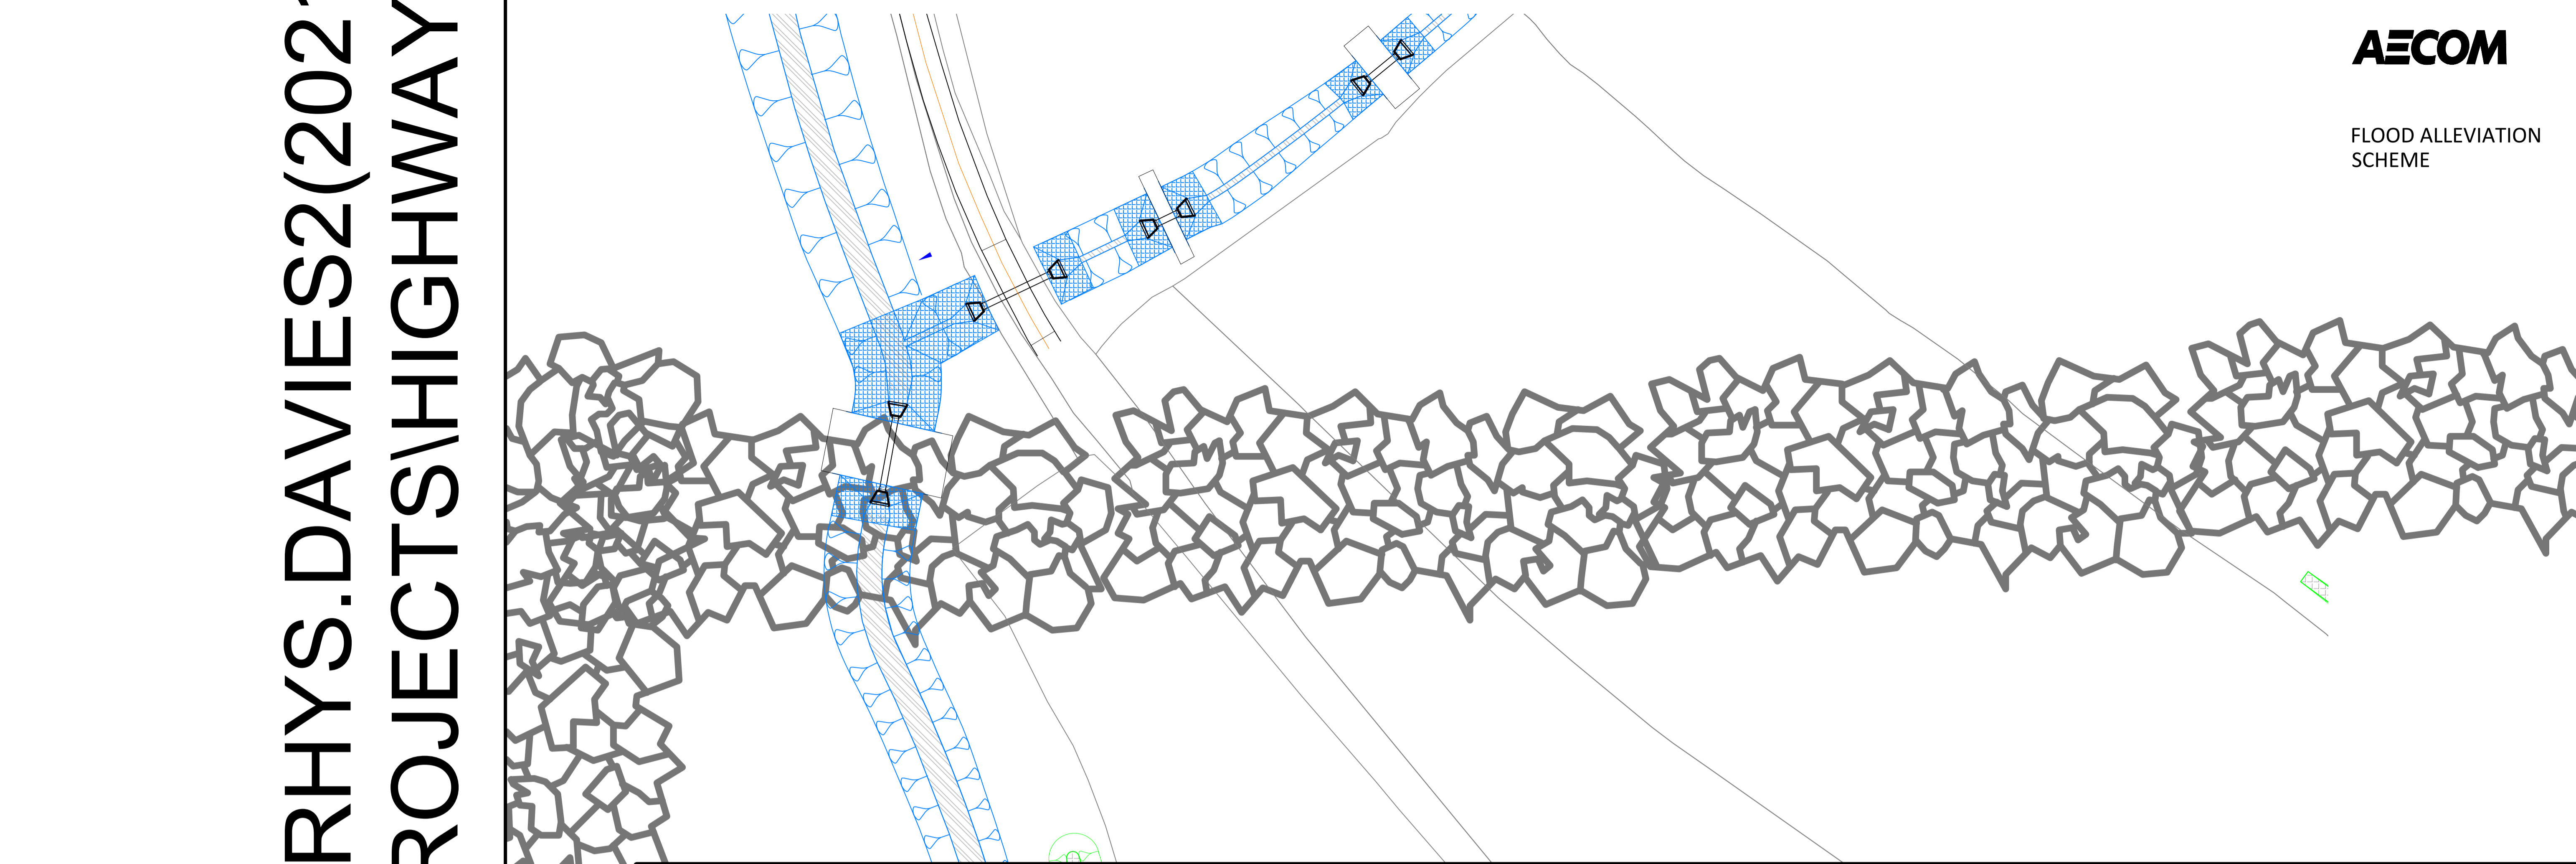 RHYS.DAVIES2(202
ROJECTS\HIGHWAY
AECOM
FLOOD ALLEVIATION
SCHEME